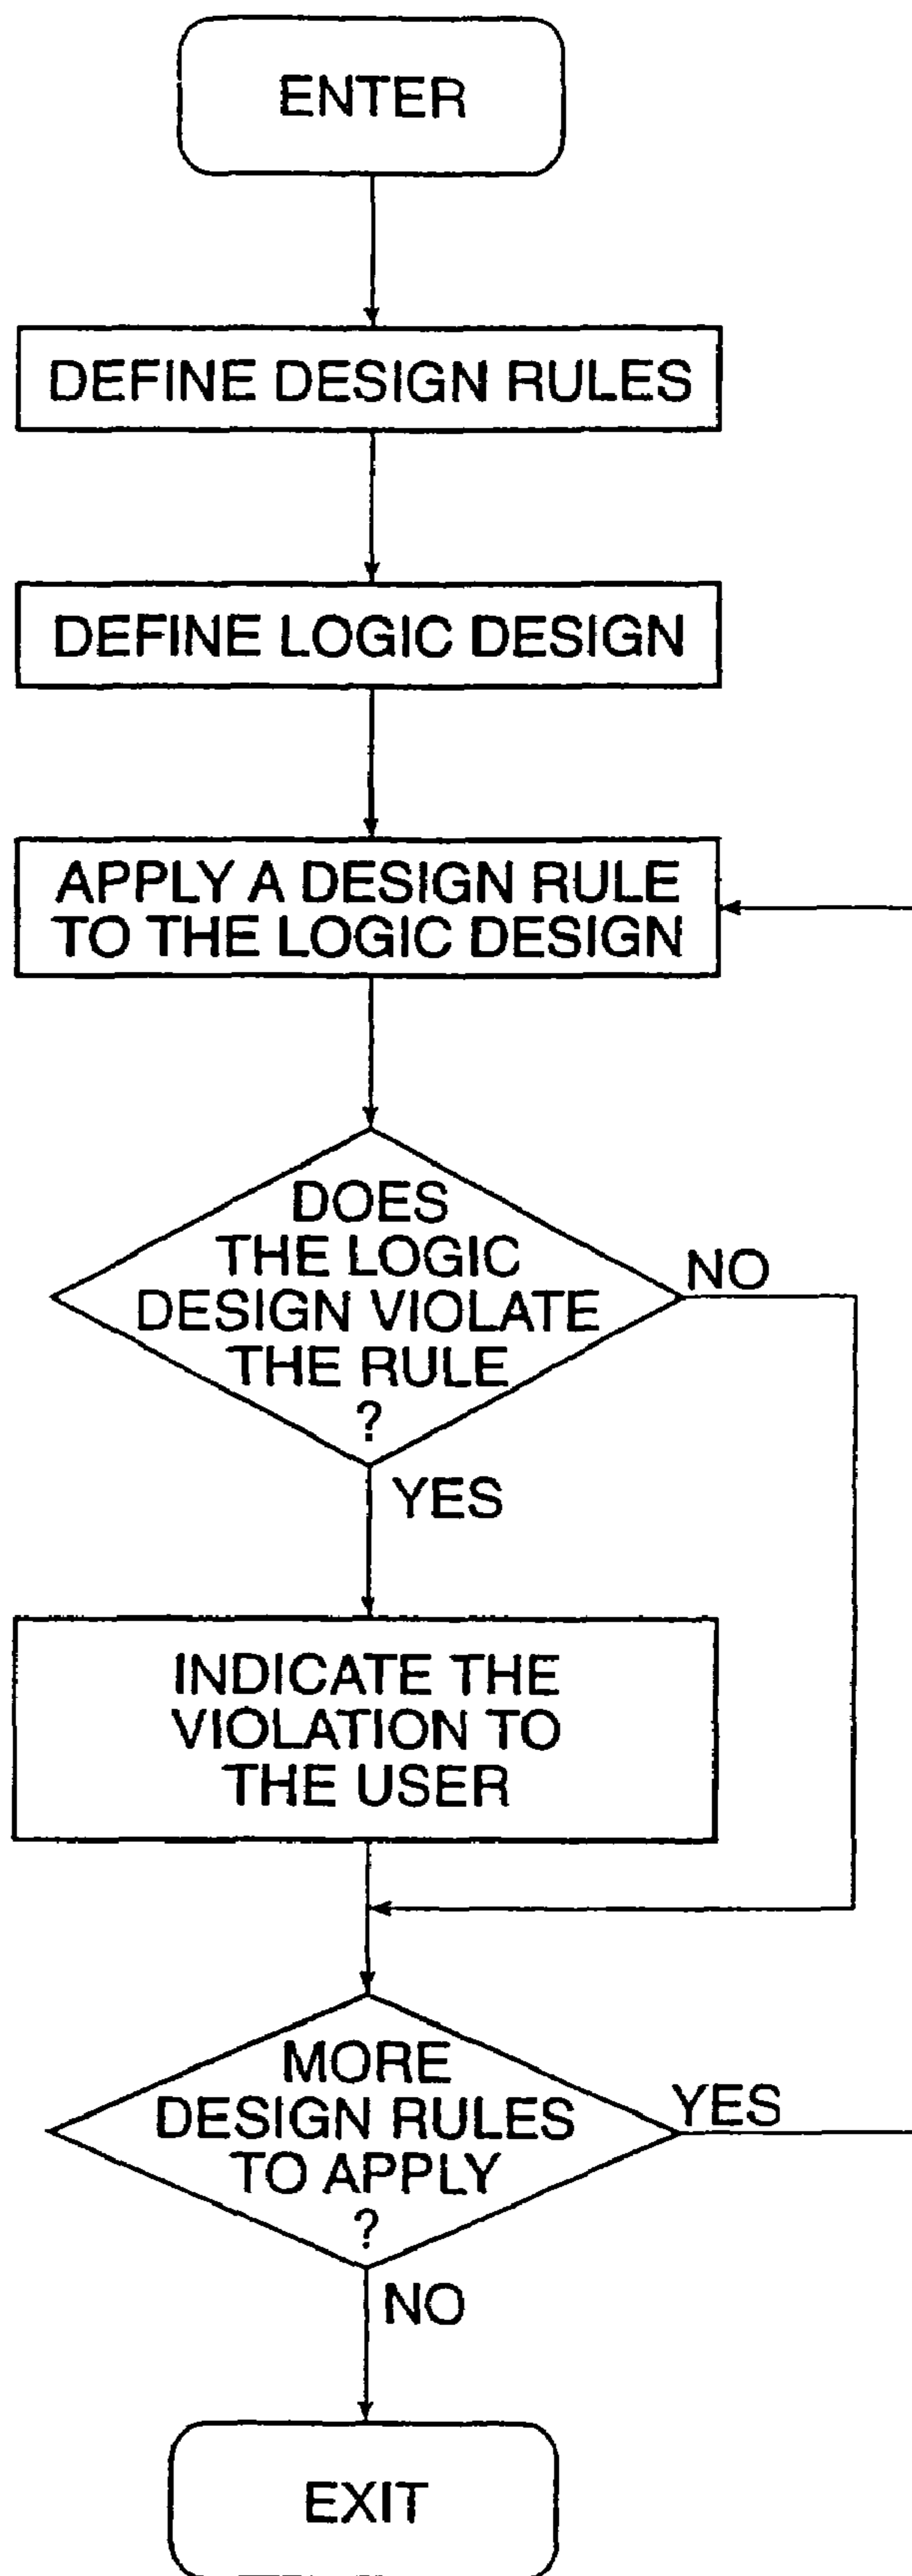 ENTER
DEFINE DESIGN RULES
DEFINE LOGIC DESIGN
APPLY A DESIGN RULE
TO THE LOGIC DESIGN
DOES
THE LOGIC
DESIGN VIOLATE
THE RULE
?
NO
YES
INDICATE THE
VIOLATION TO
THE USER
MORE
DESIGN RULES
TO APPLY
?
YES
NO
EXIT